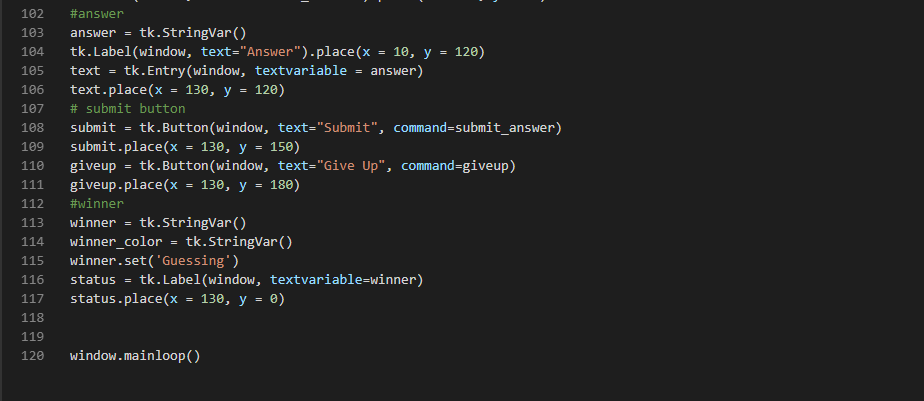 102 #answer
103 answer = tk.StringVar()
104 tk.Label(window, text="Answer").place(x = 10, y = 120)
105 text = tk.Entry(window, textvariable = answer)
106 text.place(x = 130, y = 120)
107 # submit button
108 submit = tk.Button(window, text="Submit", command=submit_answer)
109 submit.place(x = 130, y = 150)
110 giveup = tk.Button(window, text="Give Up", command=giveup)
111 giveup.place(x = 130, y = 180)
112 #winner
113 winner = tk.StringVar()
114 winner_color = tk.StringVar()
115 winner.set('Guessing')
116 status = tk.Label(window, textvariable=winner)
117 status.place(x = 130, y = 0)
118
119
120 window.mainloop()